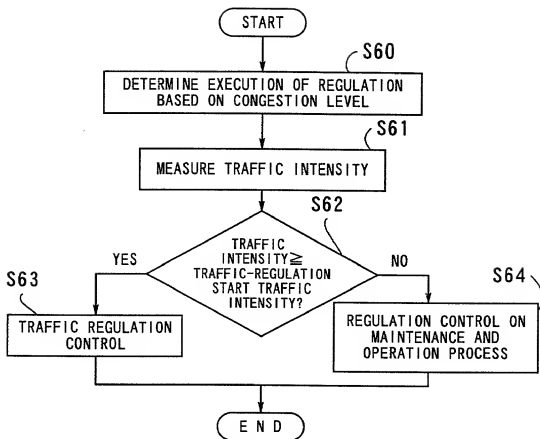 START
S60
DETERMINE EXECUTION OF REGULATION
BASED ON CONGESTION LEVEL
S61
MEASURE TRAFFIC INTENSITY
S62
TRAFFIC
INTENSITY≧
TRAFFIC-REGULATION
START TRAFFIC
INTENSITY?
YES
NO
S63
TRAFFIC REGULATION
CONTROL
S64
REGULATION CONTROL ON
MAINTENANCE AND
OPERATION PROCESS
END